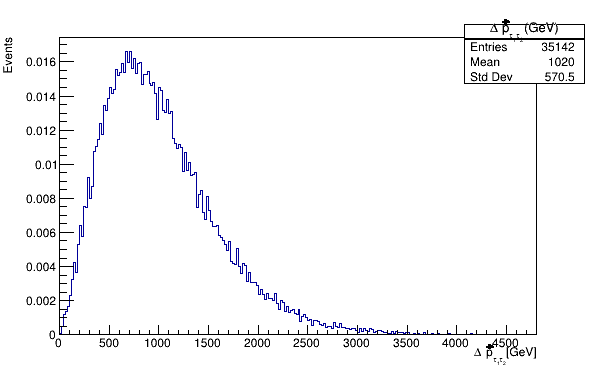 Δ p⃗τ1τ2 (GeV)
Entries 35142
Mean 1020
Std Dev 570.5
Events
0.016
0.014
0.012
0.01
0.008
0.006
0.004
0.002
0
0 500 1000 1500 2000 2500 3000 3500 4000 4500
Δ p⃗τ1τ2 [GeV]